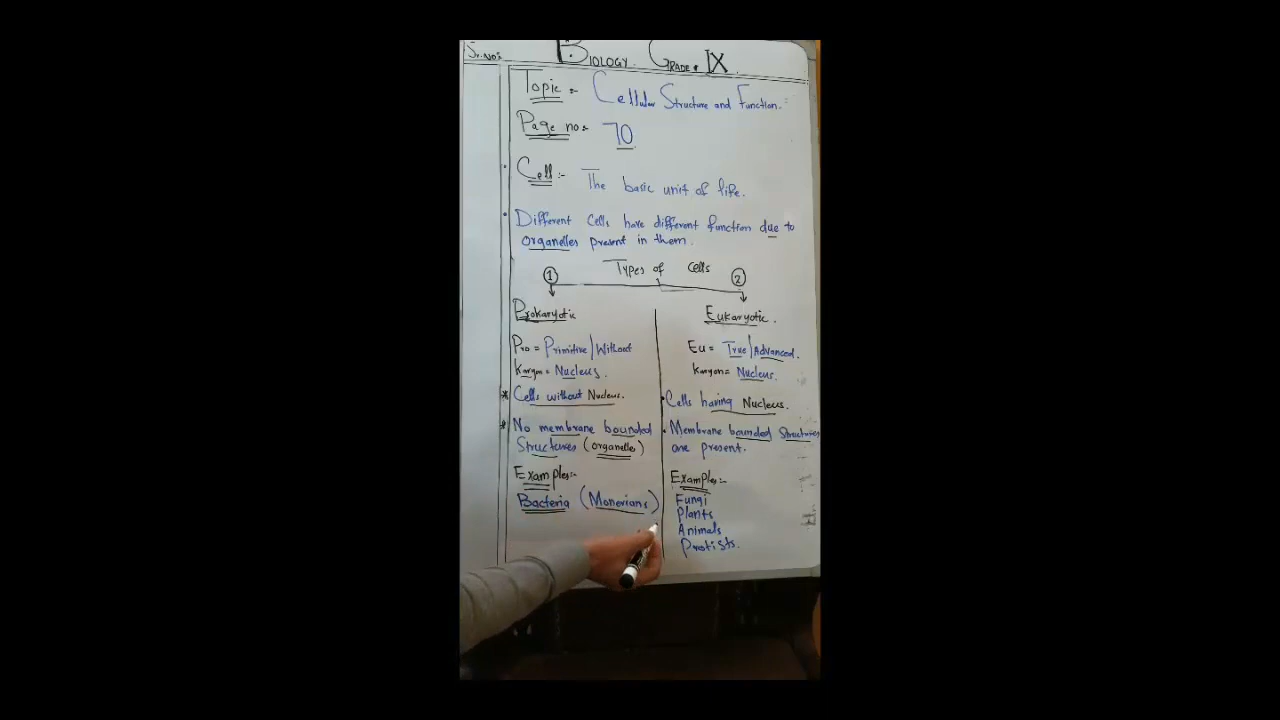 Sr.No:
BIOLOGY. GRADE IX
Topic :- Cellular Structure and Function.
Page no:- 70
Cell :- The basic unit of life.
Different cells have different function due to
organelles present in them.
Types of cells
1
2
Prokaryotic
Pro = Primitive/Without
karyon = Nucleus.
* Cells without Nucleus.
* No membrane bounded
Structures (organelle)
Examples:-
Bacteria (Monerians)
Eukaryotic.
Eu = True/Advanced.
karyon = Nucleus.
Cells having Nucleus.
Membrane bounded Structures
are present.
Examples:-
Fungi
Plants
Animals
Protists.